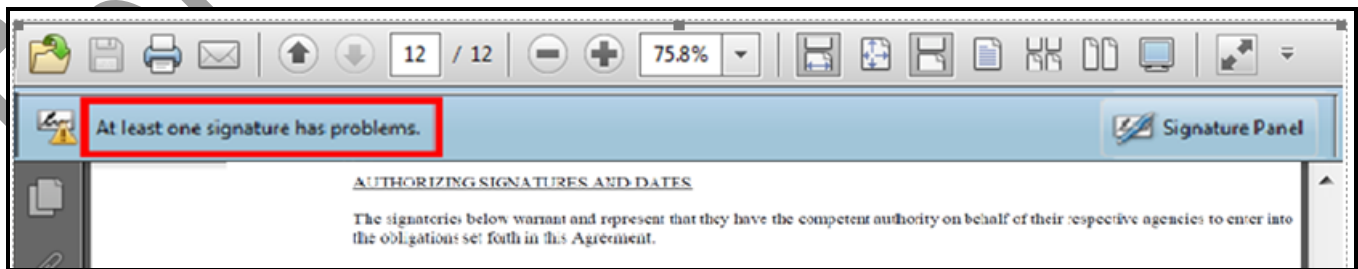 12 / 12 75.8%
At least one signature has problems. Signature Panel
AUTHORIZING SIGNATURES AND DATES
The signatories below warrant and represent that they have the competent authority on behalf of their respective agencies to enter into
the obligations set forth in this Agreement.